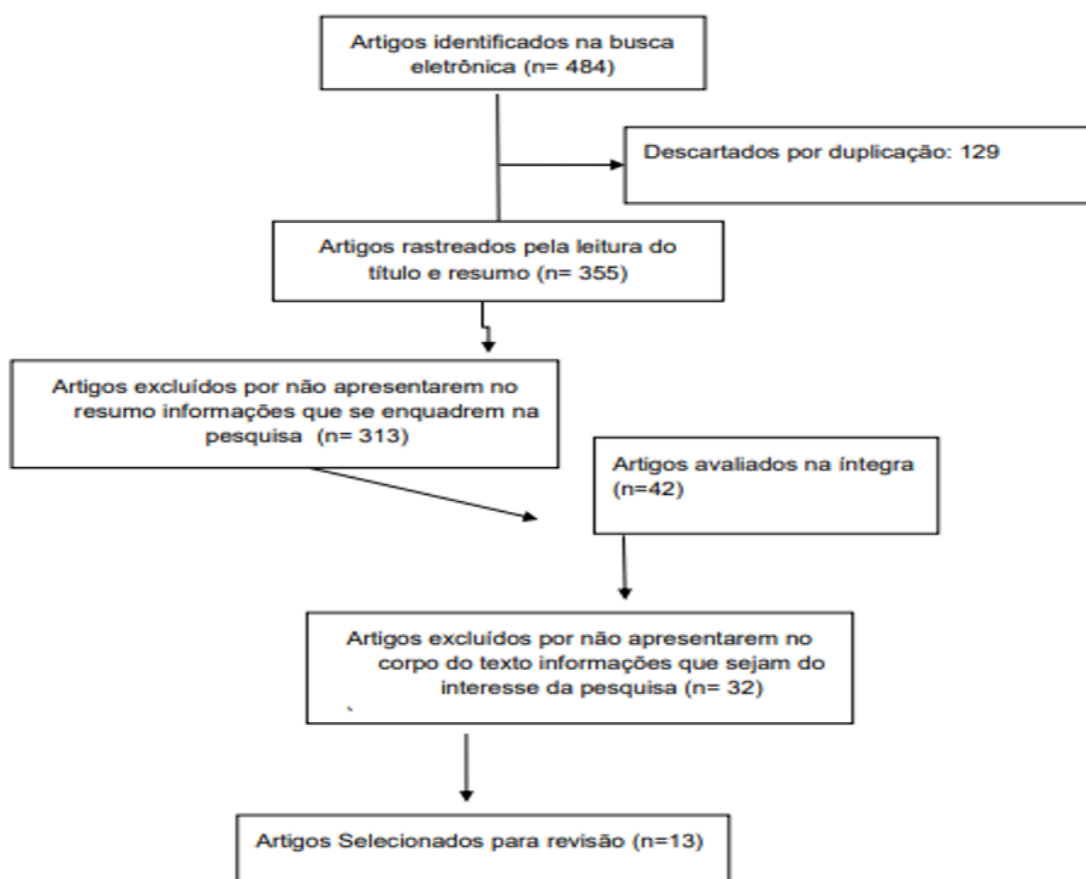 Artigos identificados na busca
eletrônica (n= 484)
Descartados por duplicação: 129
Artigos rastreados pela leitura do
título e resumo (n= 355)
Artigos excluídos por não apresentarem no
resumo informações que se enquadrem na
pesquisa (n= 313)
Artigos avaliados na íntegra
(n=42)
Artigos excluídos por não apresentarem no
corpo do texto informações que sejam do
interesse da pesquisa (n= 32)
`
Artigos Selecionados para revisão (n=13)